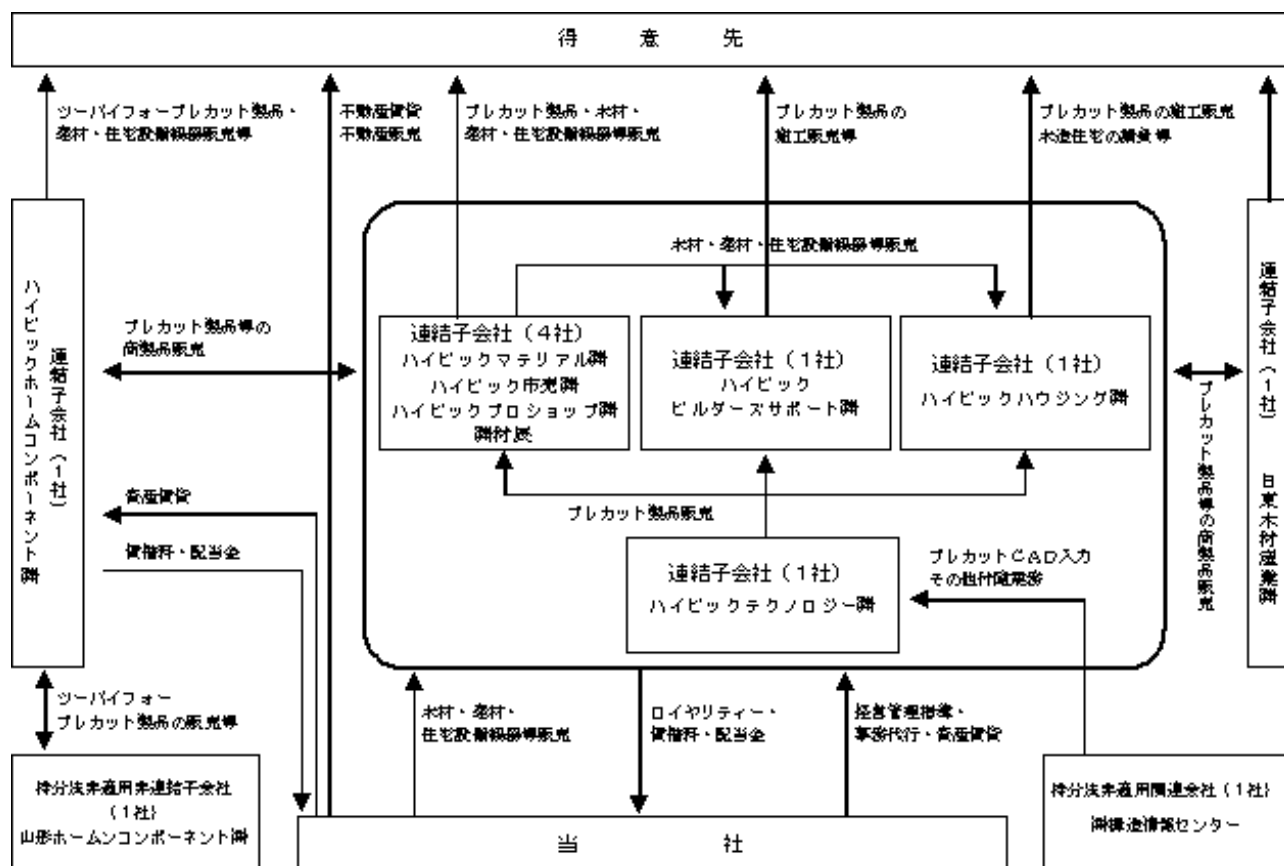 得意先
ツーバイフォープレカット製品・
建材・住宅設備機器販売等
不動産賃貸
不動産販売
プレカット製品・木材・
建材・住宅設備機器販売等
プレカット製品の
施工販売等
プレカット製品の施工販売
木造住宅の請負等
木材・建材・住宅設備機器等販売
連結子会社（1社）
ハイビックホームコンポーネント㈱
プレカット製品等の
商製品販売
連結子会社（4社）
ハイビックマテリアル㈱
ハイビック市売㈱
ハイビックプロショップ㈱
㈱材辰
連結子会社（1社）
ハイビック
ビルダーズサポート㈱
連結子会社（1社）
ハイビックハウジング㈱
プレカット製品等の商製品販売
連結子会社（1社）
日東木材産業㈱
資産賃貸
賃借料・配当金
プレカット製品販売
連結子会社（1社）
ハイビックテクノロジー㈱
プレカットCAD入力
その他付随業務
ツーバイフォー
プレカット製品の販売等
木材・建材・
住宅設備機器等販売
ロイヤリティー・
賃借料・配当金
経営管理指導・
事務代行・資産賃貸
持分法非適用非連結子会社
（1社）
山形ホームンコンポーネント㈱
当社
持分法非適用関連会社（1社）
㈱構造情報センター